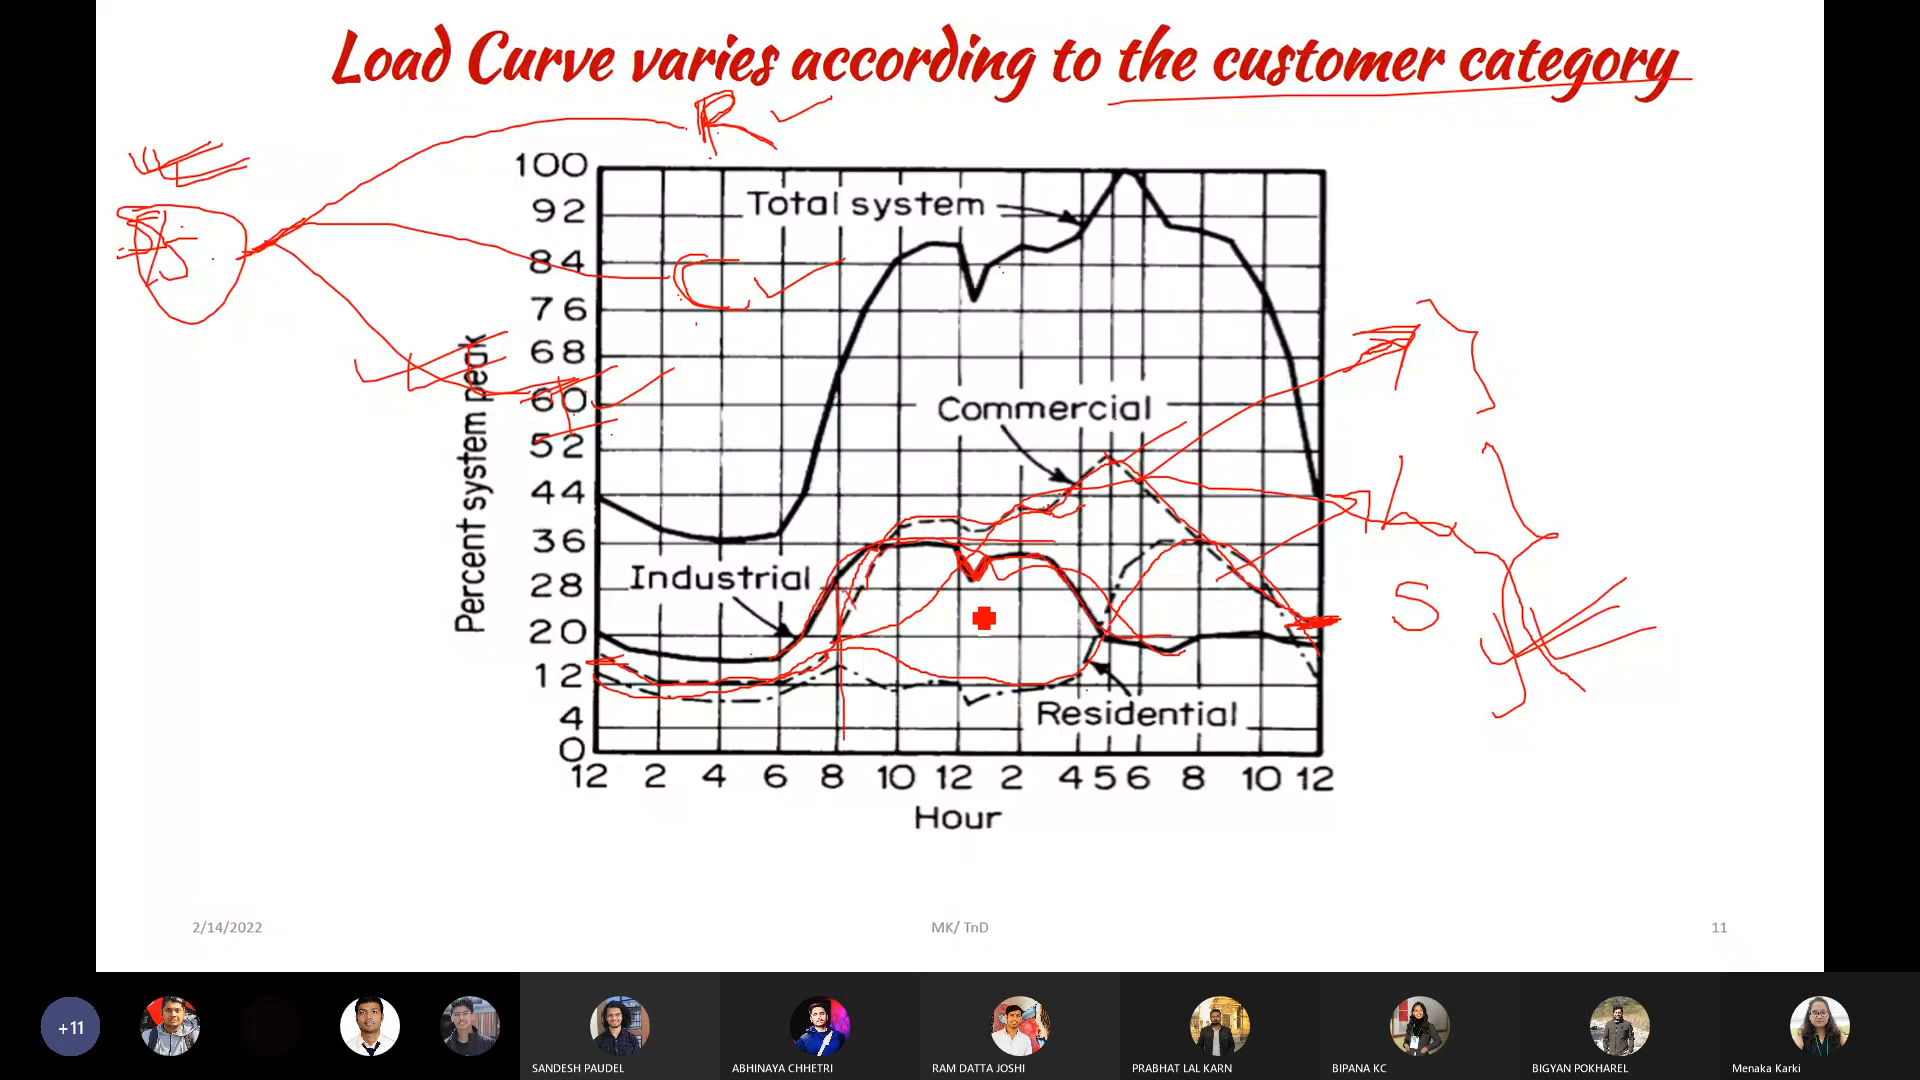 Load Curve varies according to the customer category
R
C
S
100
92
84
76
68
60
52
44
36
28
20
12
4
0
Percent system peak
Total system
Commercial
Industrial
Residential
12 2 4 6 8 10 12 2 4 5 6 8 10 12
Hour
2/14/2022
MK/ TnD
11
+11
SANDESH PAUDEL
ABHINAYA CHHETRI
RAM DATTA JOSHI
PRABHAT LAL KARN
BIPANA KC
BIGYAN POKHAREL
Menaka Karki